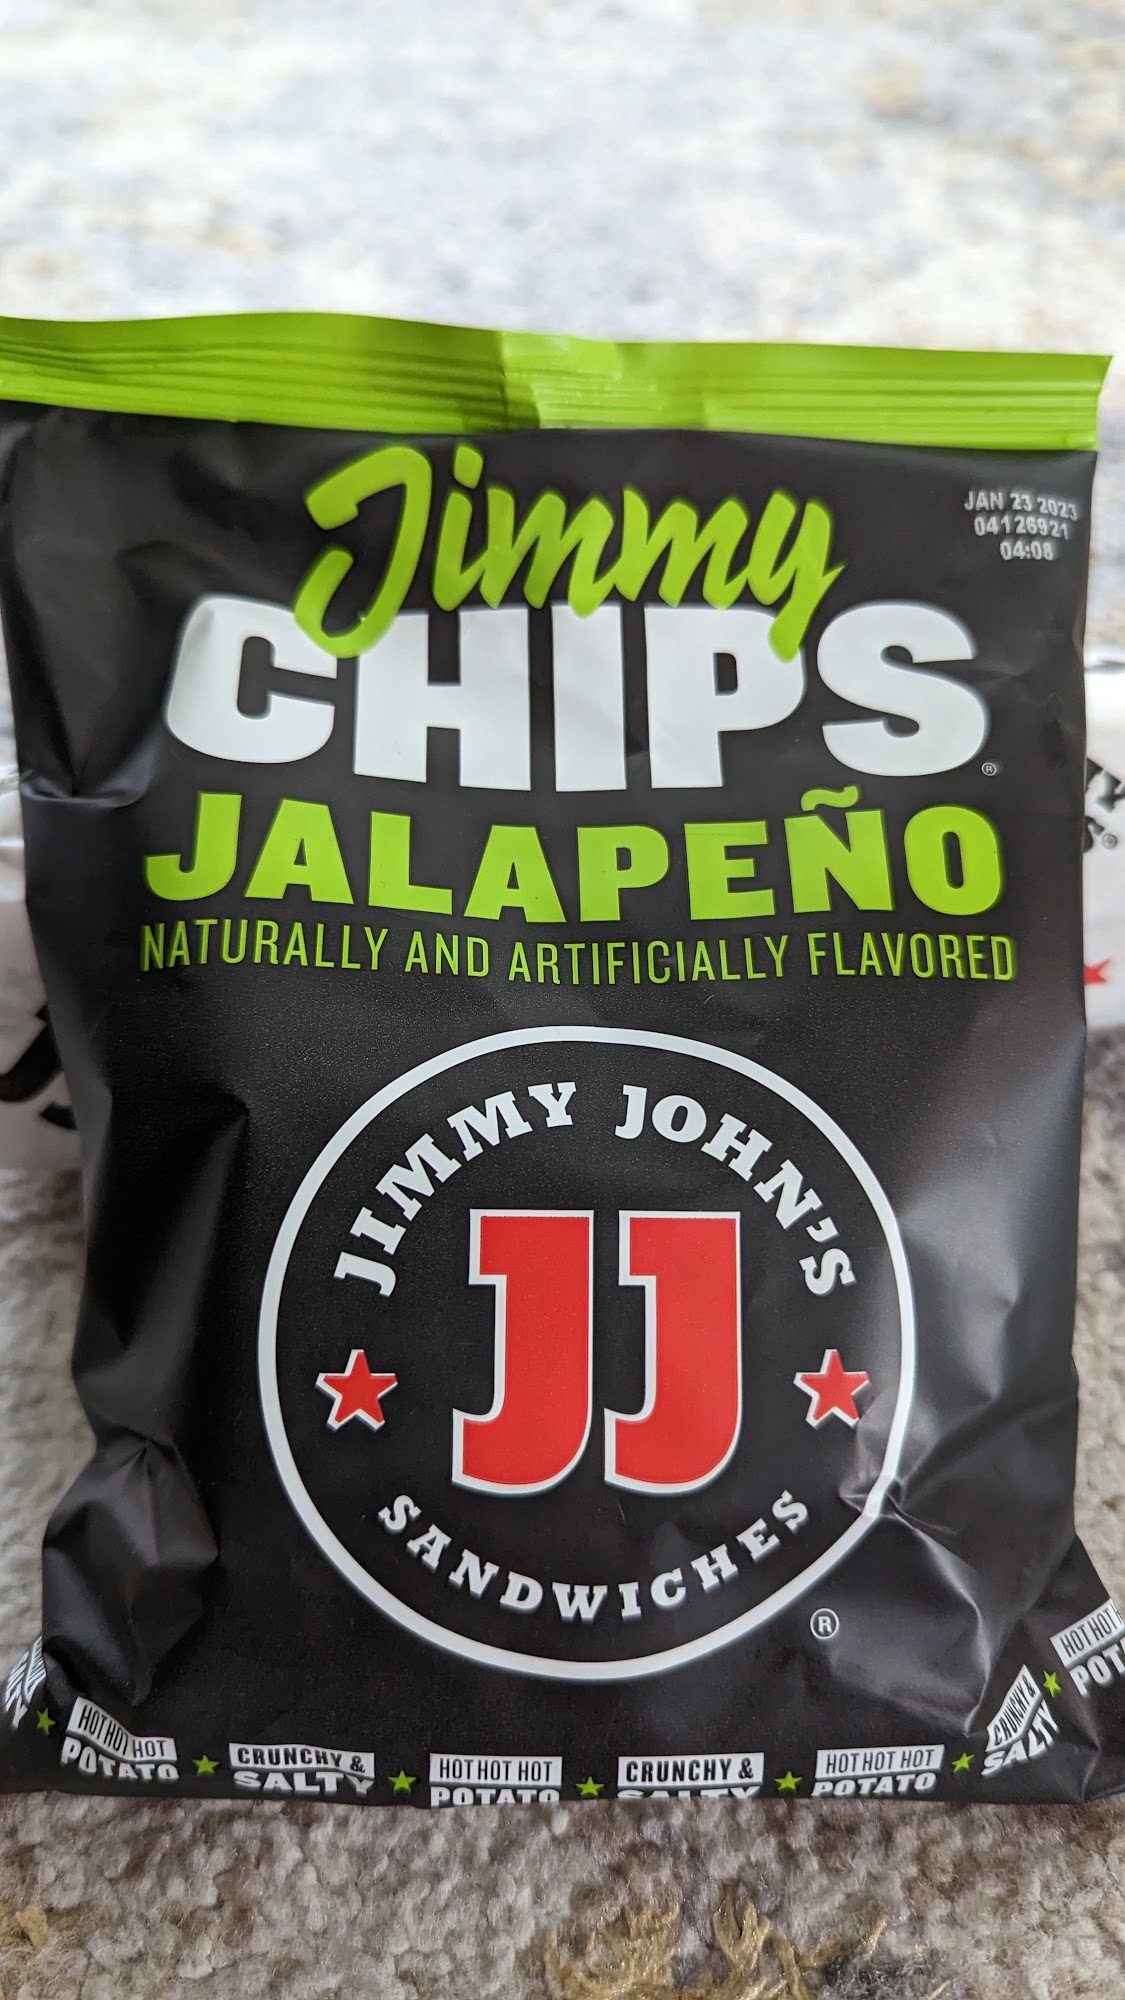 Jimmy
CHIPS®
JALAPEÑO
NATURALLY AND ARTIFICIALLY FLAVORED
JAN 23 2023
04126921
04:08
JIMMY JOHN'S
JJ
SANDWICHES
®
HOT HOT HOT POTATO ★ CRUNCHY & SALTY ★ HOT HOT HOT POTATO ★ CRUNCHY & SALTY ★ HOT HOT HOT POTATO ★ CRUNCHY & SALTY ★ HOT HOT